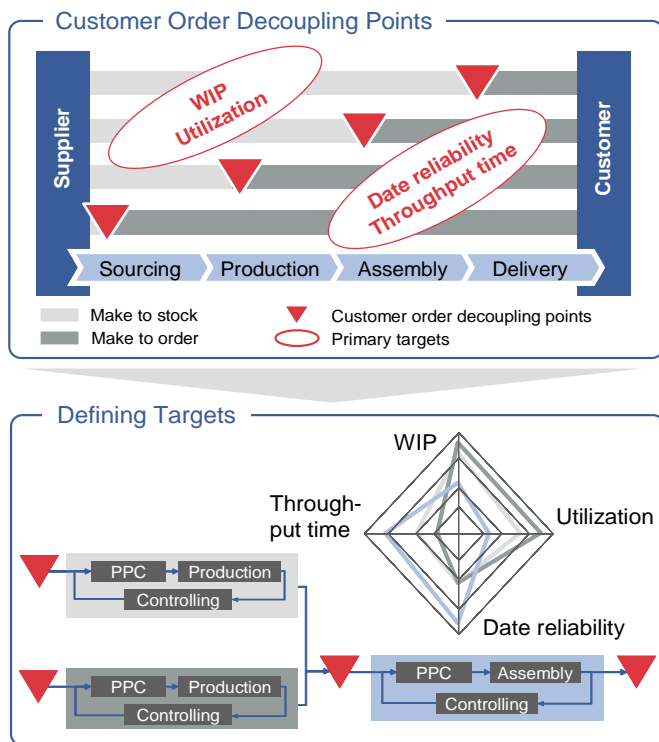 Customer Order Decoupling Points
Supplier
WIP
Utilization
Date reliability
Throughput time
Customer
Sourcing
Production
Assembly
Delivery
Make to stock
Customer order decoupling points
Make to order
Primary targets
Defining Targets
WIP
Through-
put time
Utilization
Date reliability
PPC
Production
Controlling
PPC
Production
Controlling
PPC
Assembly
Controlling